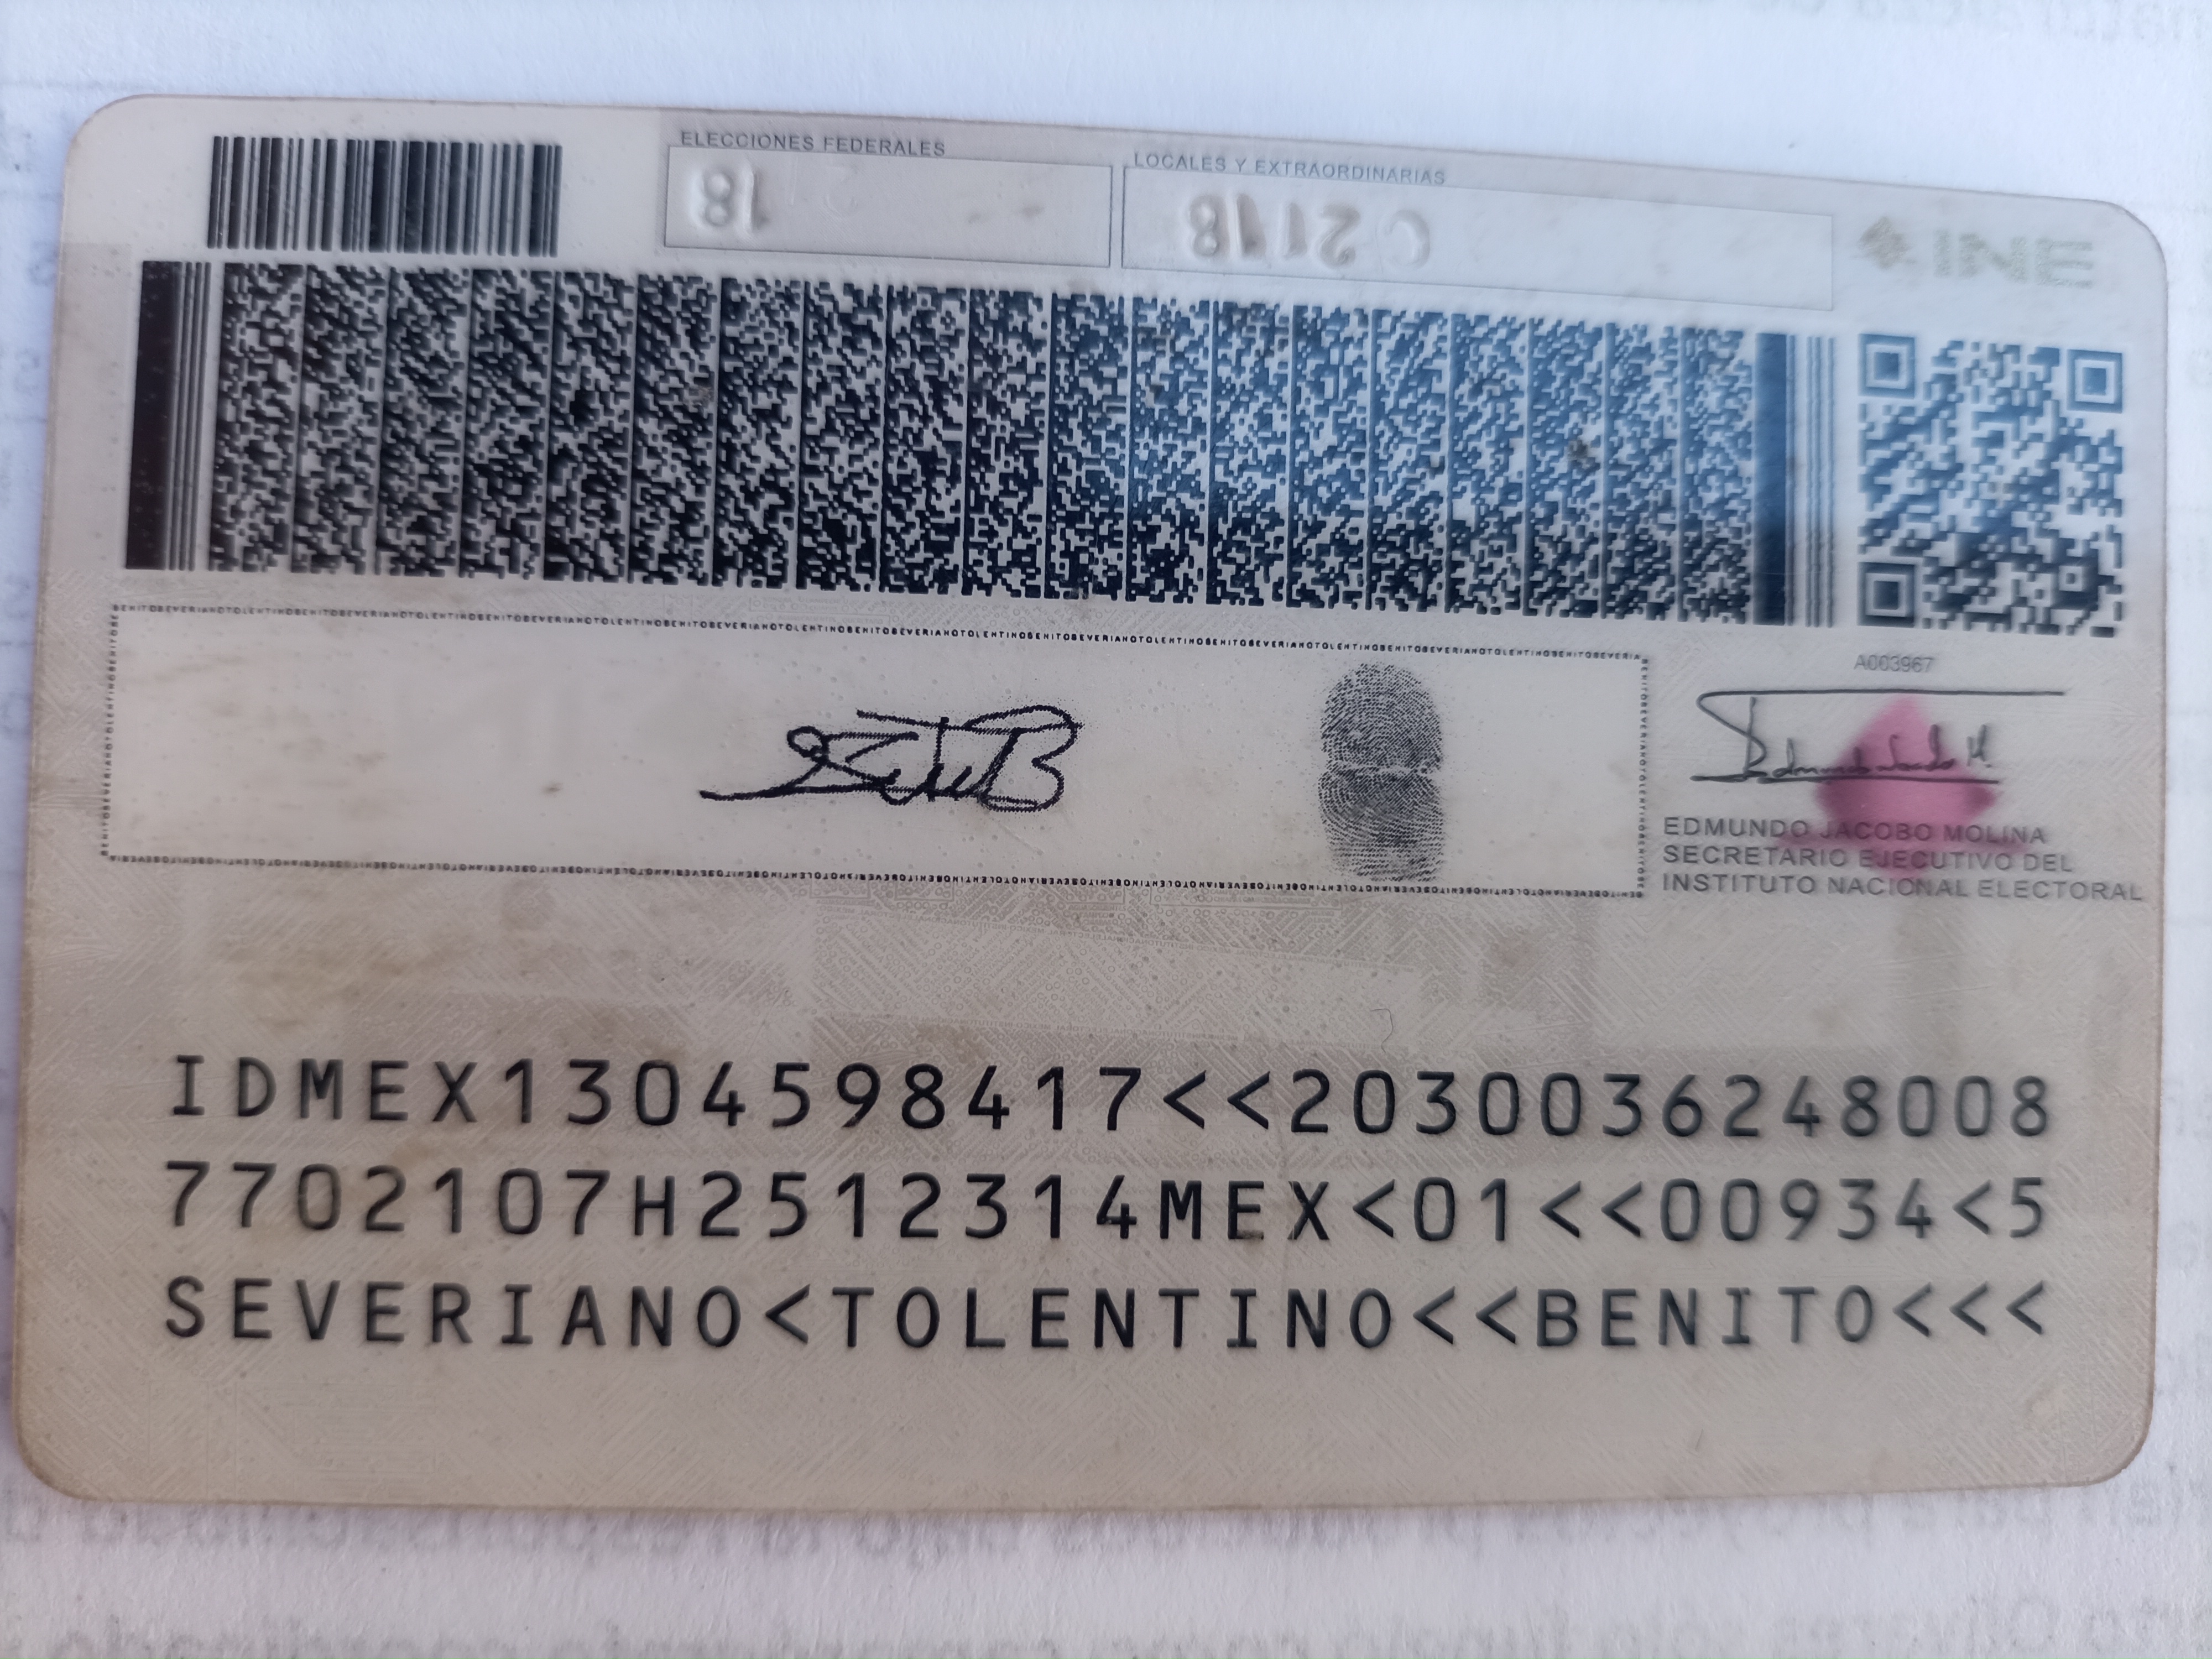 ELECCIONES FEDERALES
LOCALES Y EXTRAORDINARIAS
18
INE
A003967
EDMUNDO JACOBO MOLINA
SECRETARIO EJECUTIVO DEL
INSTITUTO NACIONAL ELECTORAL
IDMEX1304598417<<2030036248008
7702107H2512314MEX<01<<00934<5
SEVERIANO<TOLENTINO<<BENITO<<<